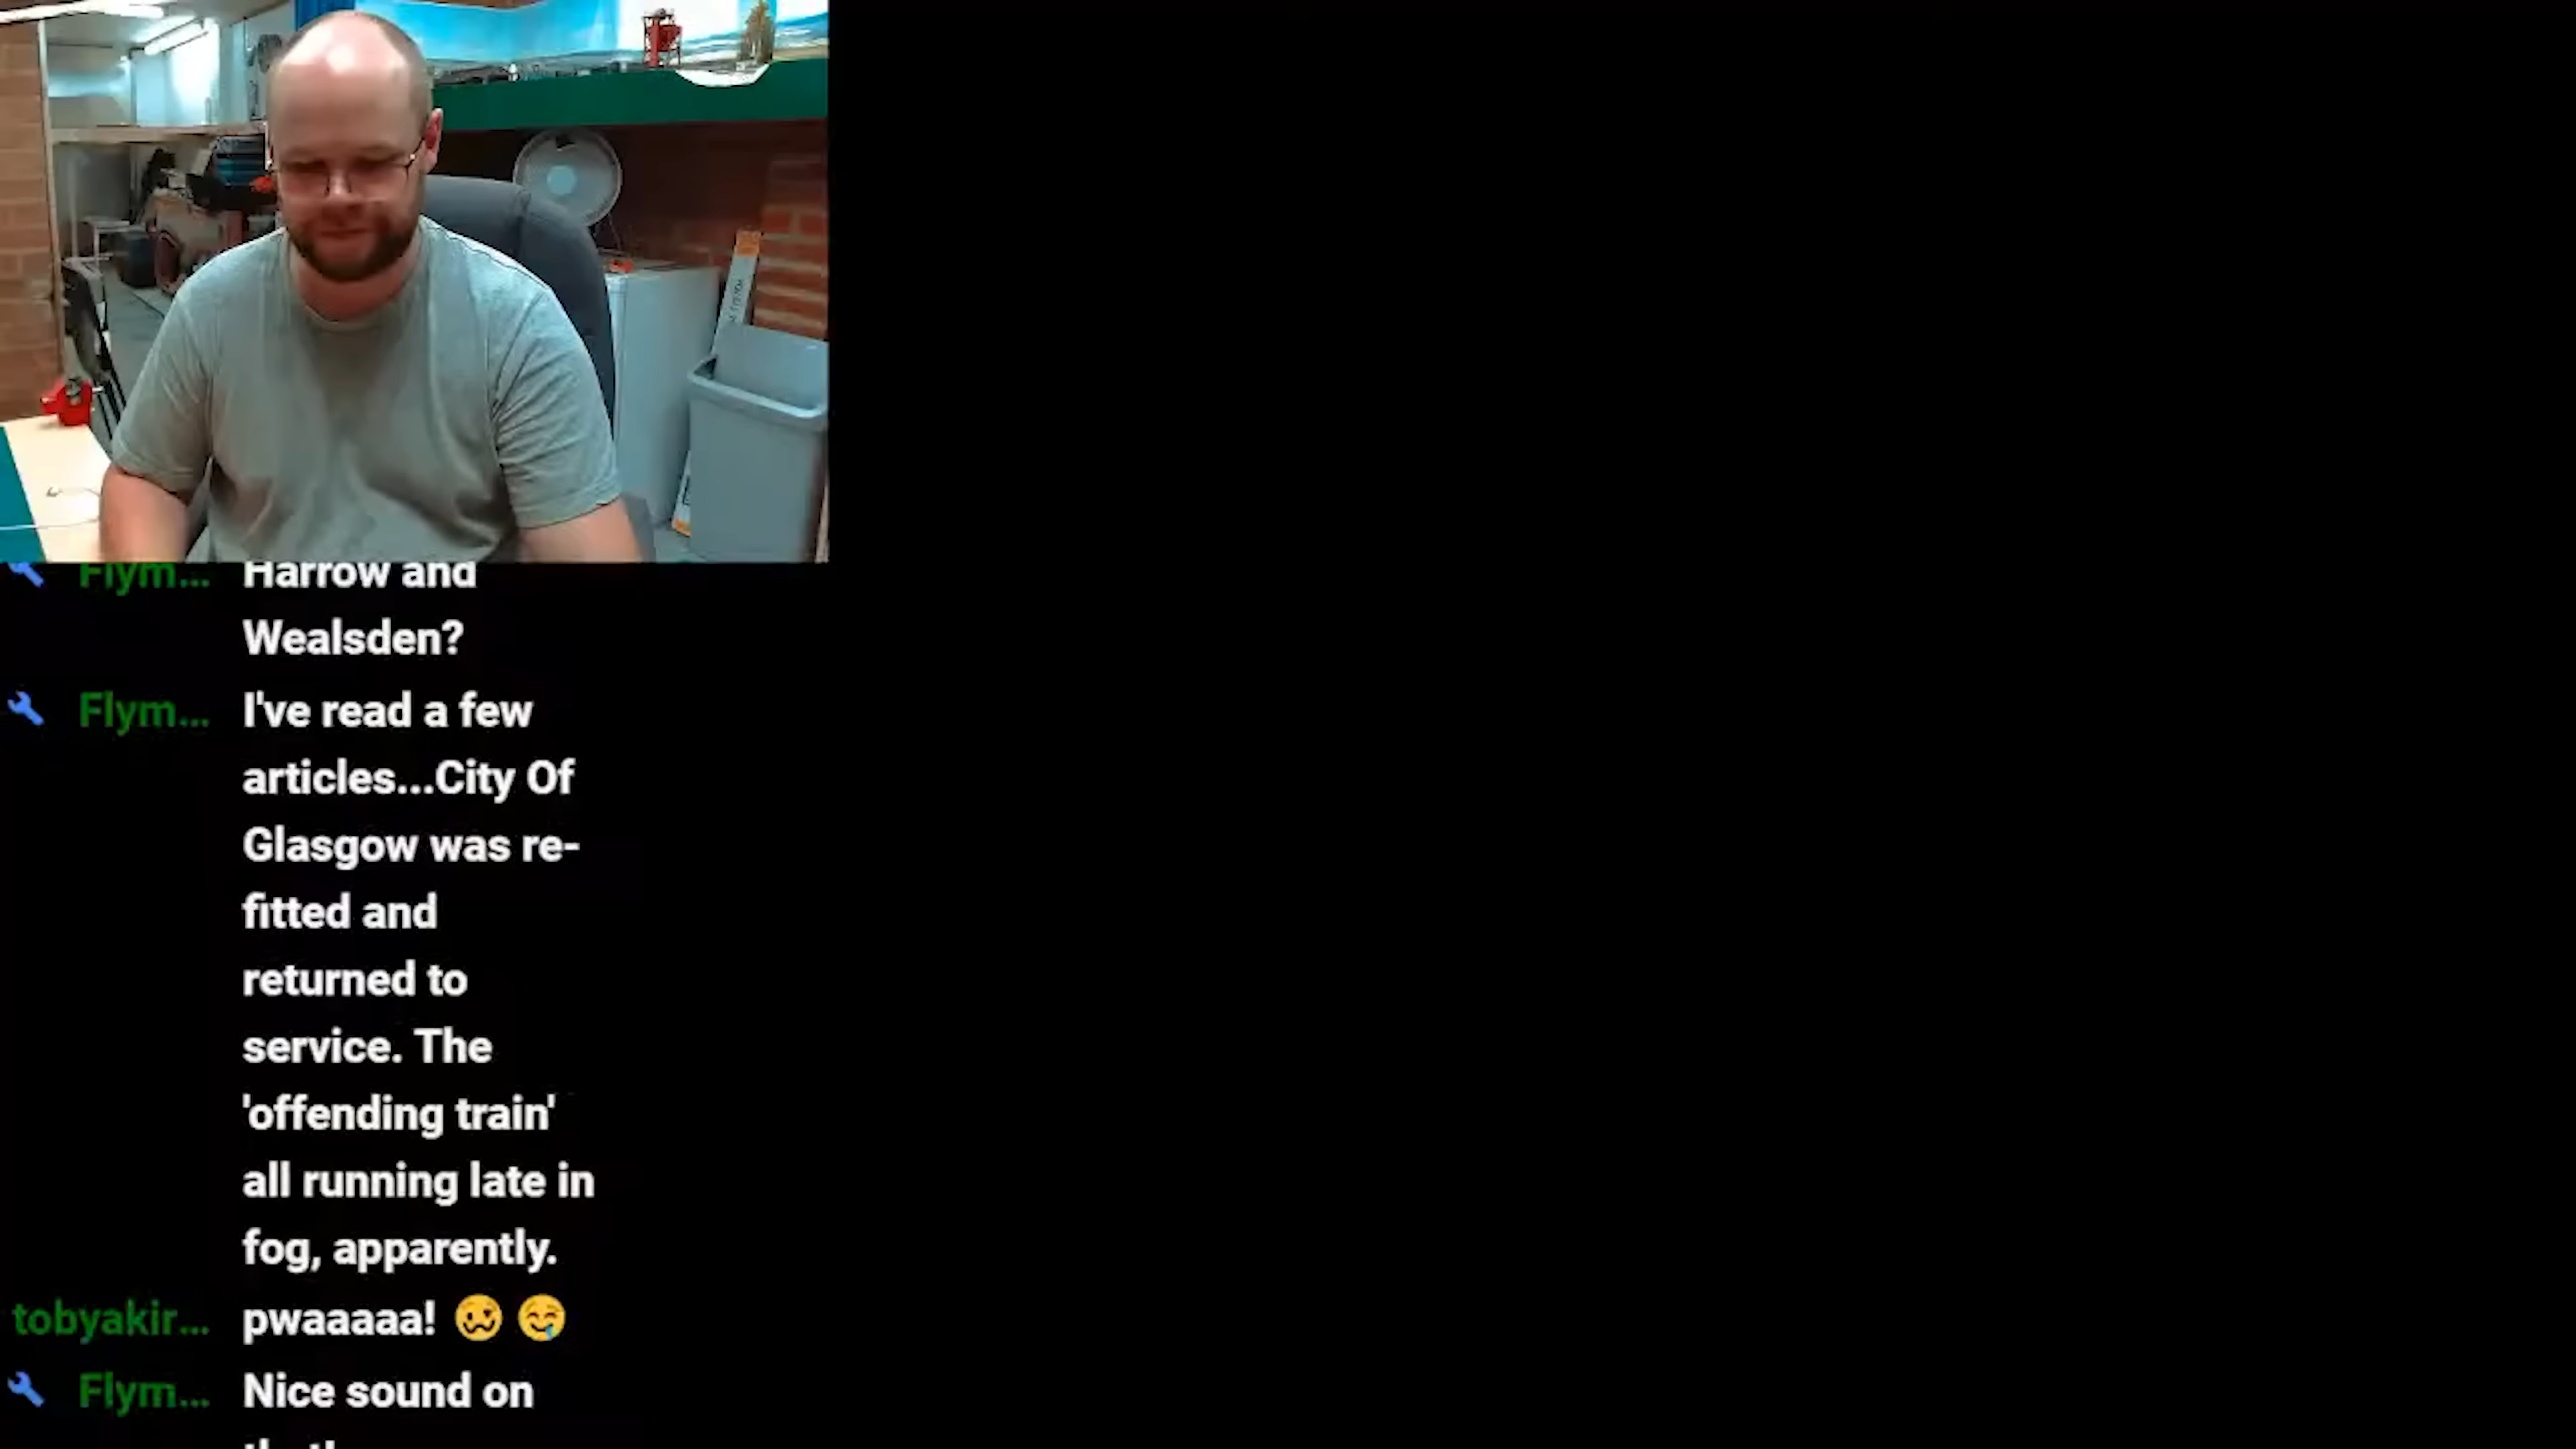 Flym... Harrow and
Wealsden?
Flym... I've read a few
articles...City Of
Glasgow was re-
fitted and
returned to
service. The
'offending train'
all running late in
fog, apparently.
tobyakir... pwaaaaa! 🥴 🤤
Flym... Nice sound on